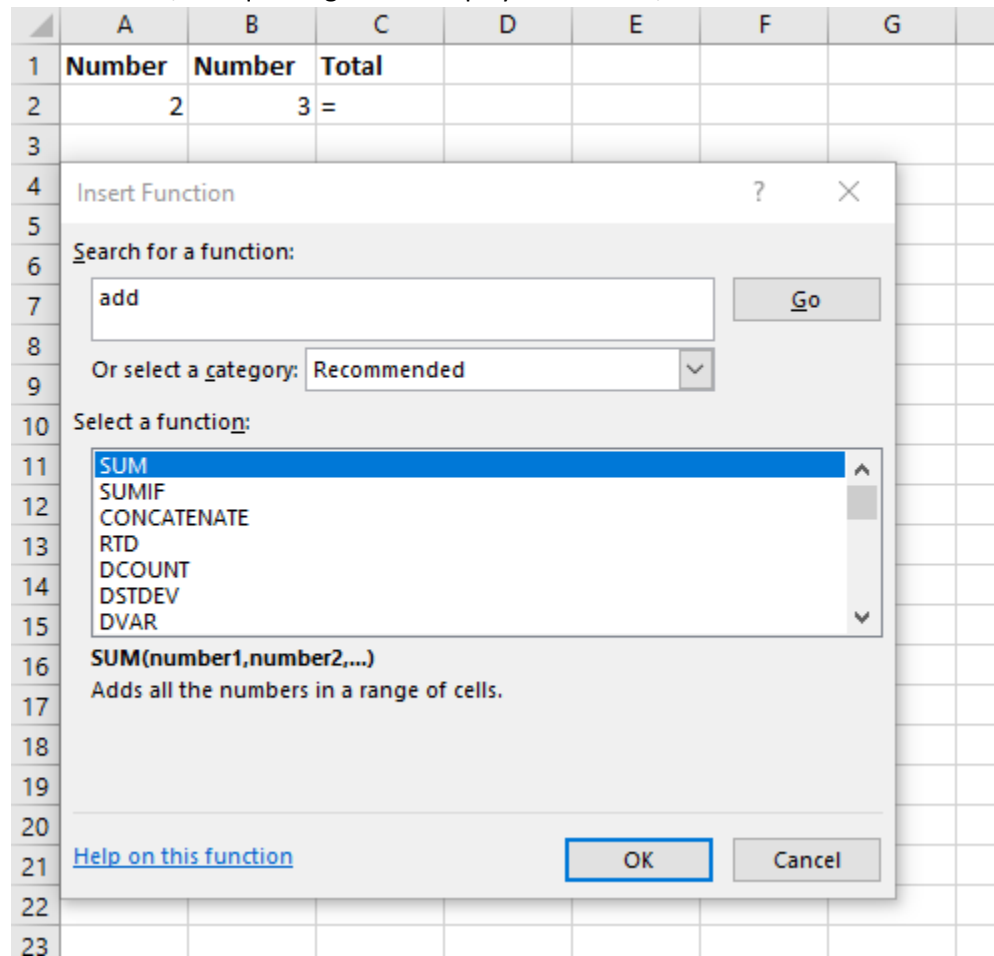 A B C D E F G
1 Number Number Total
2 2 3 =
3
4 Insert Function ? ×
5
6 Search for a function:
7 add Go
8
9 Or select a category: Recommended
10 Select a function:
11 SUM
SUMIF
12 CONCATENATE
13 RTD
DCOUNT
14 DSTDEV
15 DVAR
16 SUM(number1,number2,...)
17 Adds all the numbers in a range of cells.
18
19
20
21 Help on this function OK Cancel
22
23